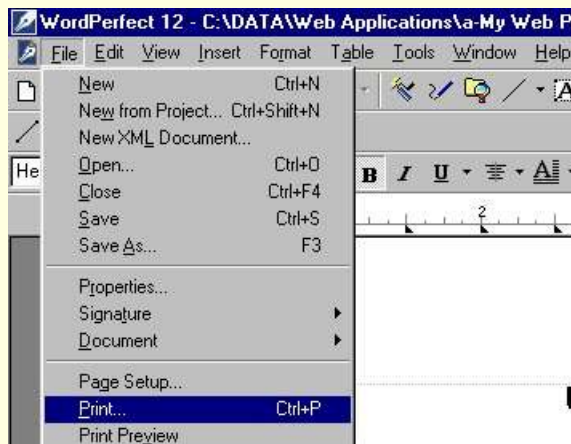 WordPerfect 12 - C:\DATA\Web Applications\a-My Web P
File Edit View Insert Format Table Tools Window Help
New Ctrl+N
New from Project... Ctrl+Shift+N
New XML Document...
Open... Ctrl+O
Close Ctrl+F4
Save Ctrl+S
Save As... F3
Properties...
Signature
Document
Page Setup...
Print... Ctrl+P
Print Preview
He
B I U A
2